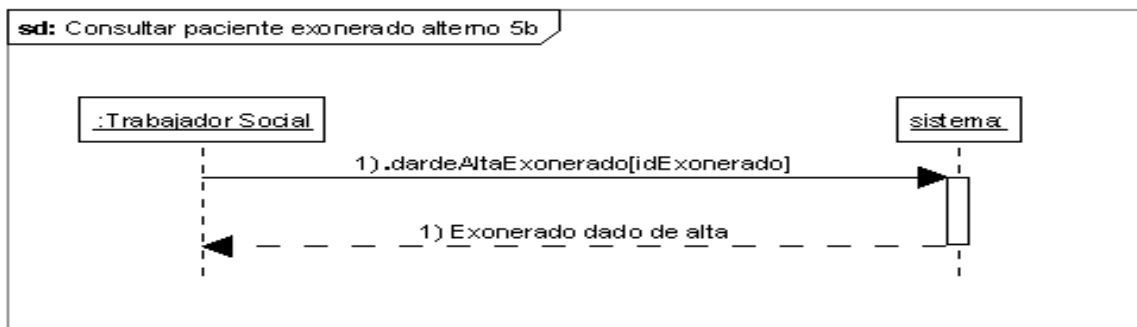 sd: Consultar paciente exonerado alterno 5b
:Trabajador Social
sistema:
1).dardeAltaExonerado[idExonerado]
1) Exonerado dado de alta